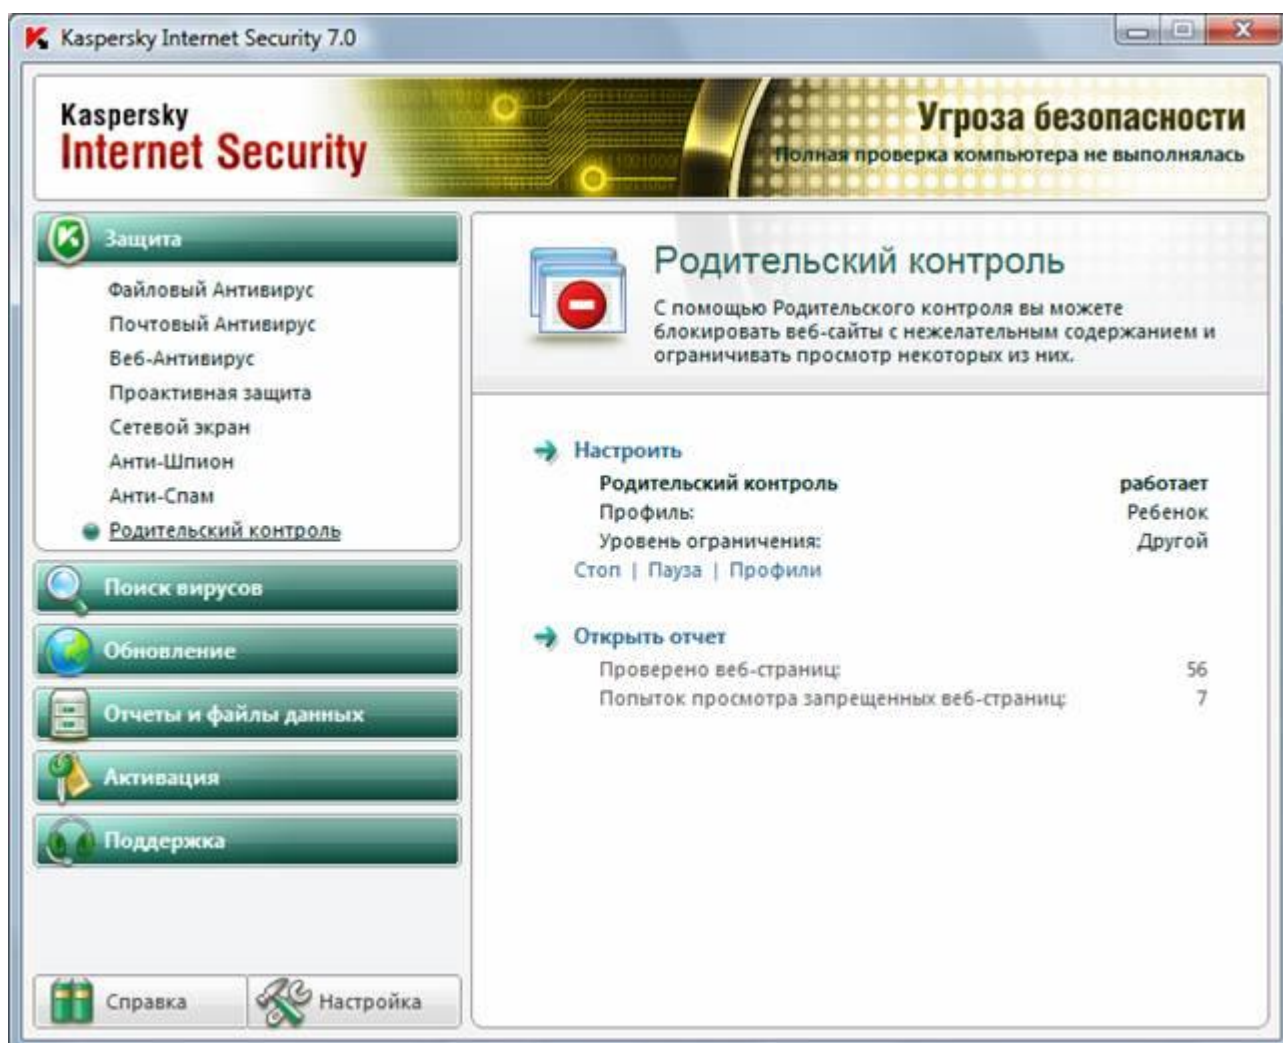 Kaspersky Internet Security 7.0
Kaspersky
Internet Security
Угроза безопасности
Полная проверка компьютера не выполнялась
Защита
Файловый Антивирус
Почтовый Антивирус
Веб-Антивирус
Проактивная защита
Сетевой экран
Анти-Шпион
Анти-Спам
Родительский контроль
Поиск вирусов
Обновление
Отчеты и файлы данных
Активация
Поддержка
Справка
Настройка
Родительский контроль
С помощью Родительского контроля вы можете
блокировать веб-сайты с нежелательным содержанием и
ограничивать просмотр некоторых из них.
Настроить
Родительский контроль работает
Профиль: Ребенок
Уровень ограничения: Другой
Стоп | Пауза | Профили
Открыть отчет
Проверено веб-страниц: 56
Попыток просмотра запрещенных веб-страниц: 7